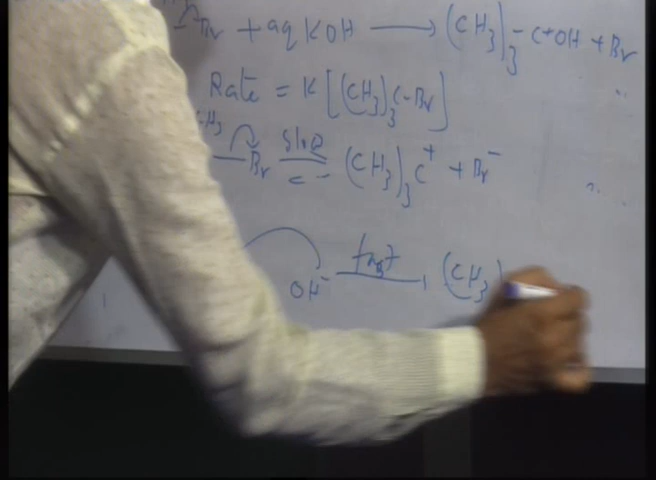 Br + aq KOH ⟶ (CH3)3-C-OH + Br
Rate = K[(CH3)3C-Br]
CH3 —Br slow (CH3)3C+ + Br-
OH- fast ⟶ (CH3)